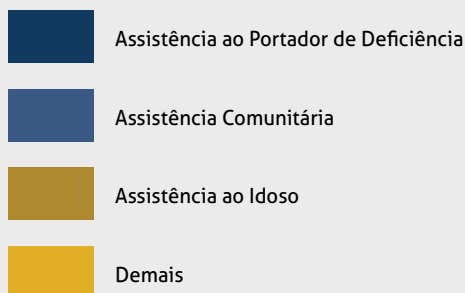 Assistência ao Portador de Deficiência
Assistência Comunitária
Assistência ao Idoso
Demais